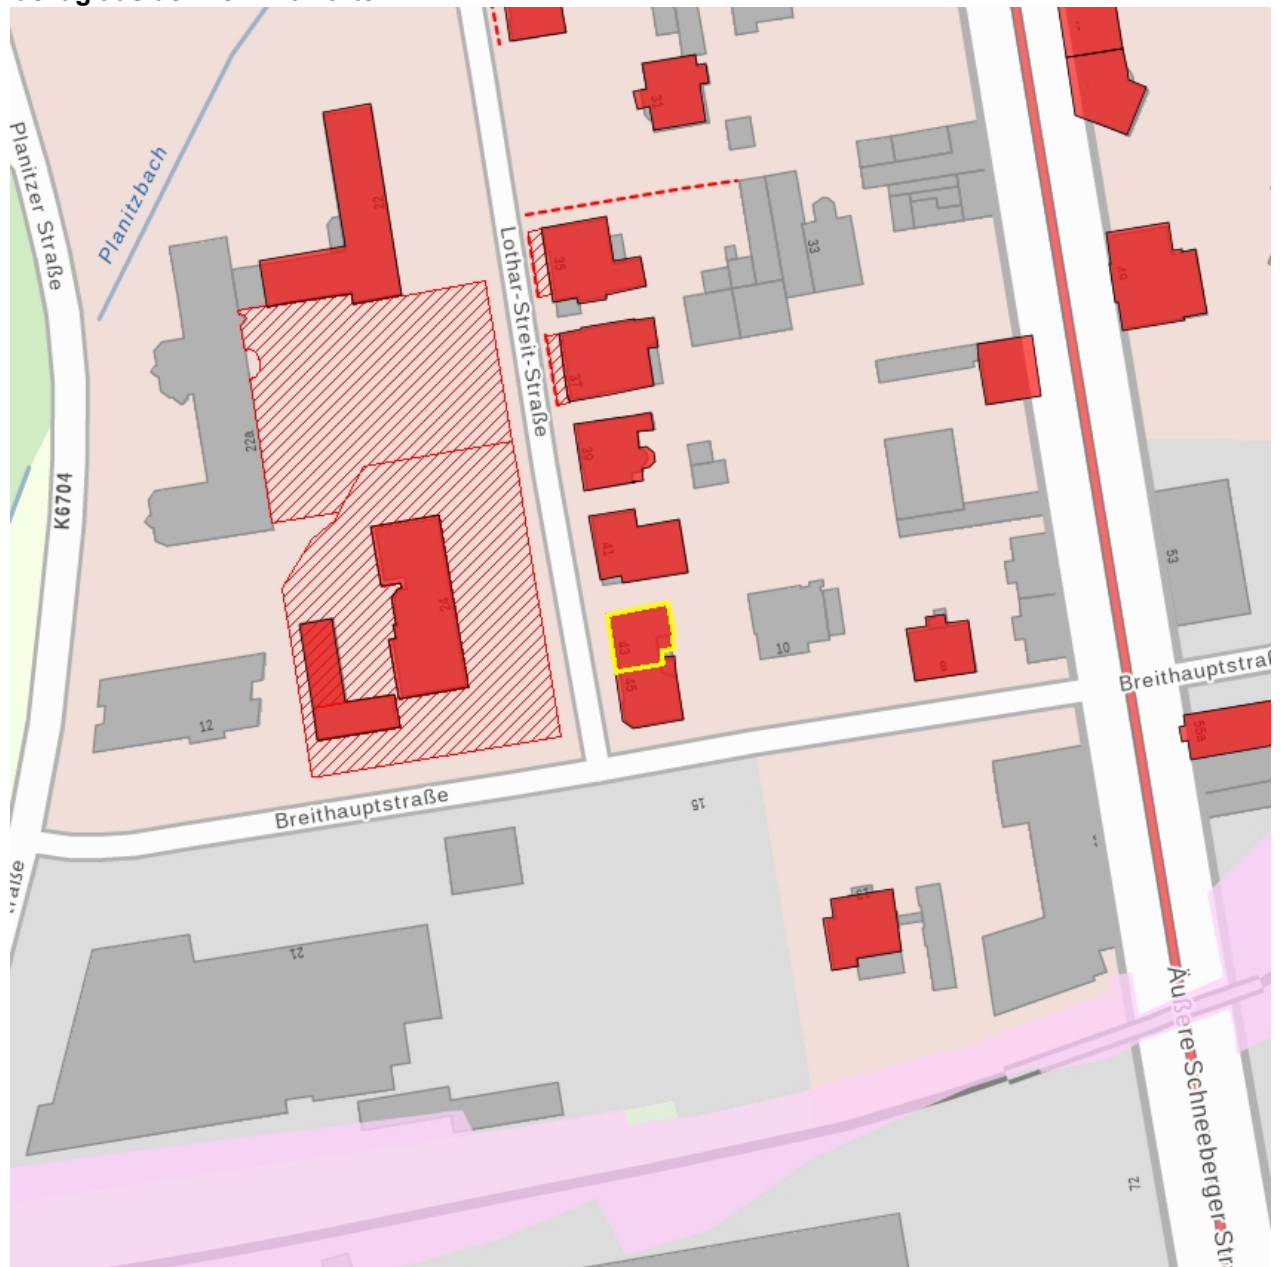 31
Planitzer Straße
Planitzbach
22
Lothar-Streit-Straße
35
33
49
37
22a
39
K6704
41
53
24
43
10
8
45
Breithauptstraß
12
55a
Breithauptstraße
15
21
Äußere-Schneeberger-Str
72